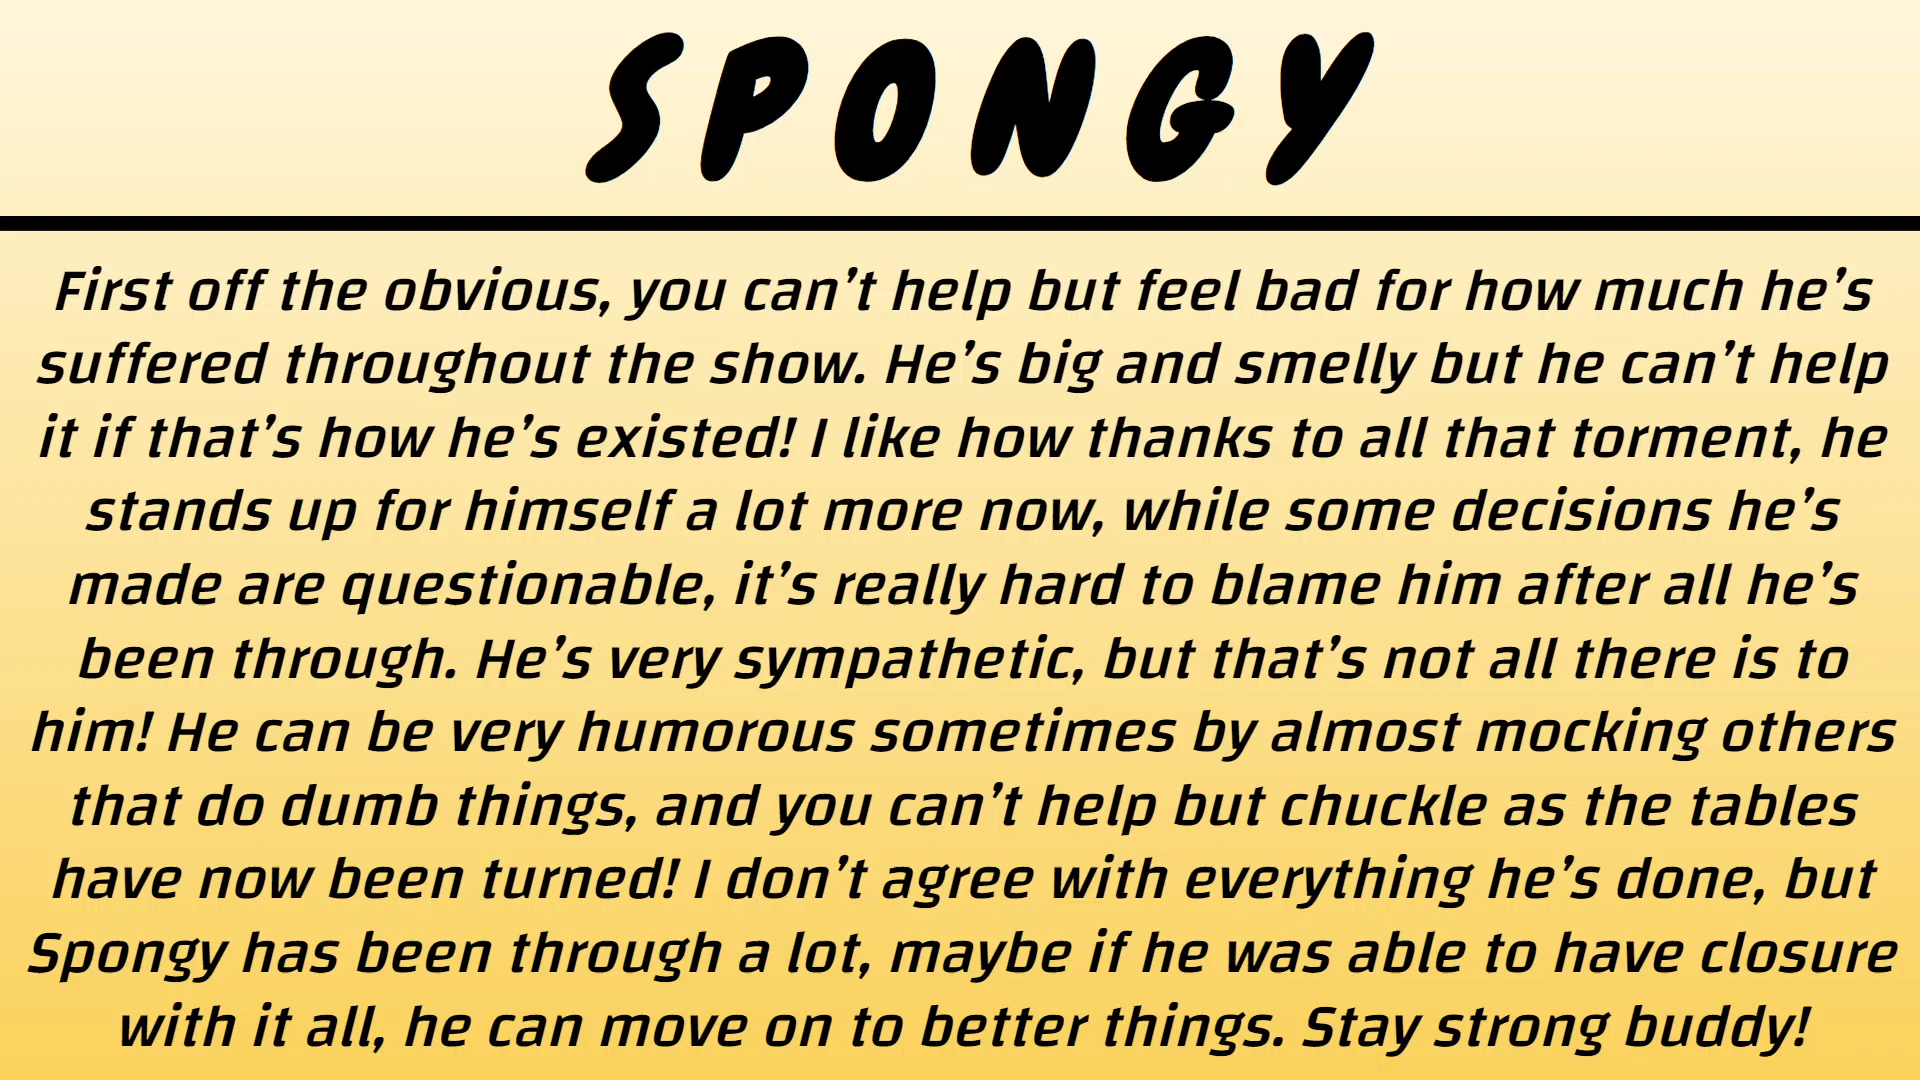 SPONGY
First off the obvious, you can’t help but feel bad for how much he’s
suffered throughout the show. He’s big and smelly but he can’t help
it if that’s how he’s existed! I like how thanks to all that torment, he
stands up for himself a lot more now, while some decisions he’s
made are questionable, it’s really hard to blame him after all he’s
been through. He’s very sympathetic, but that’s not all there is to
him! He can be very humorous sometimes by almost mocking others
that do dumb things, and you can’t help but chuckle as the tables
have now been turned! I don’t agree with everything he’s done, but
Spongy has been through a lot, maybe if he was able to have closure
with it all, he can move on to better things. Stay strong buddy!